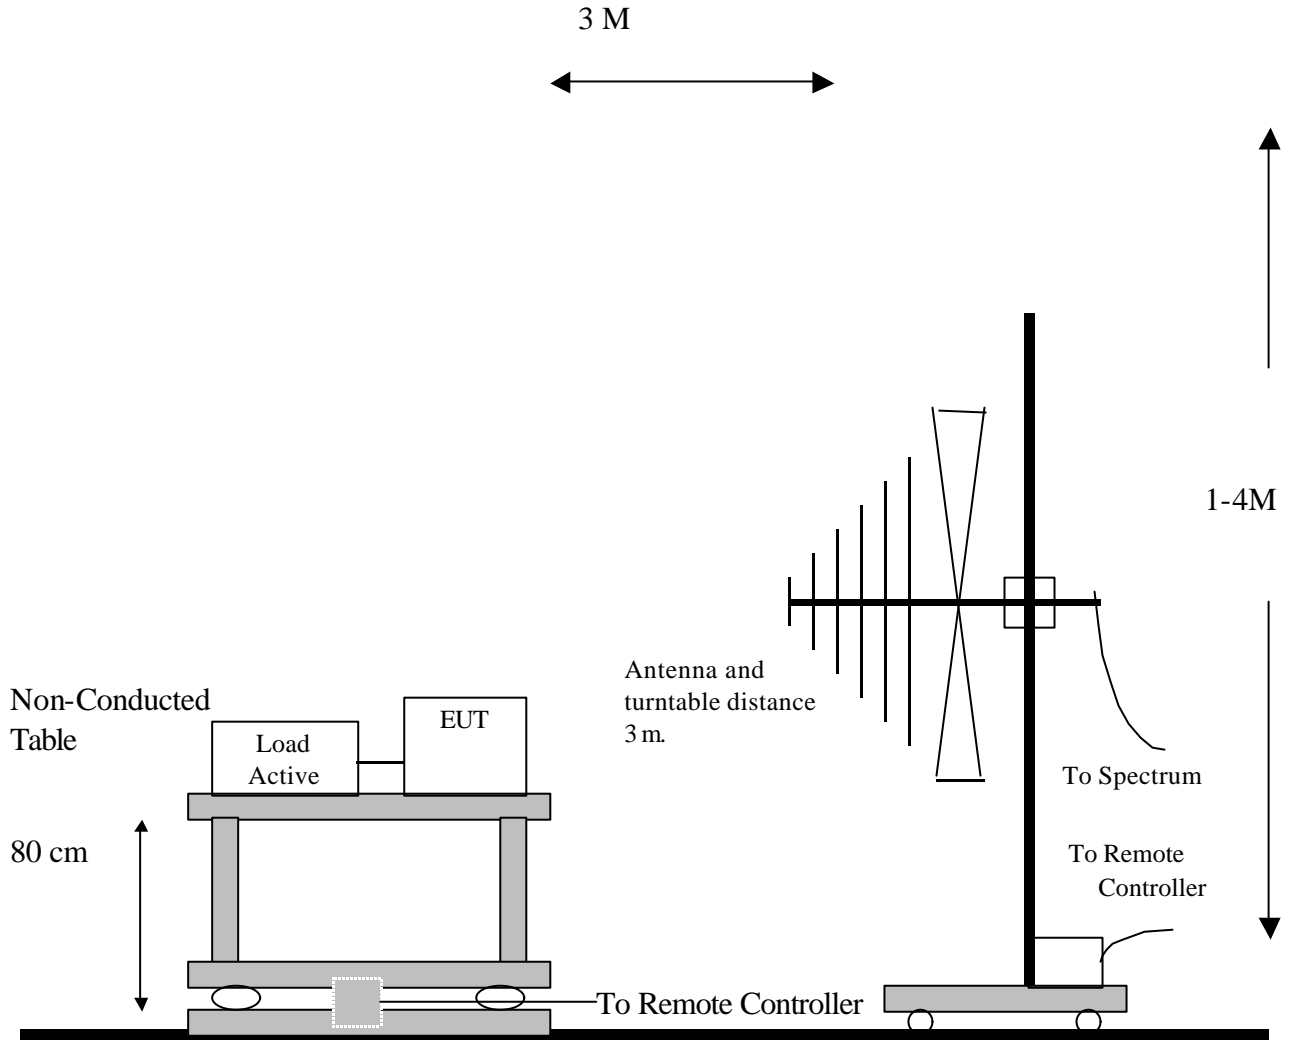 3 M
1-4M
Antenna and
turntable distance
3 m.
Non-Conducted
Table
EUT
Load
Active
To Spectrum
80 cm
To Remote
Controller
To Remote Controller